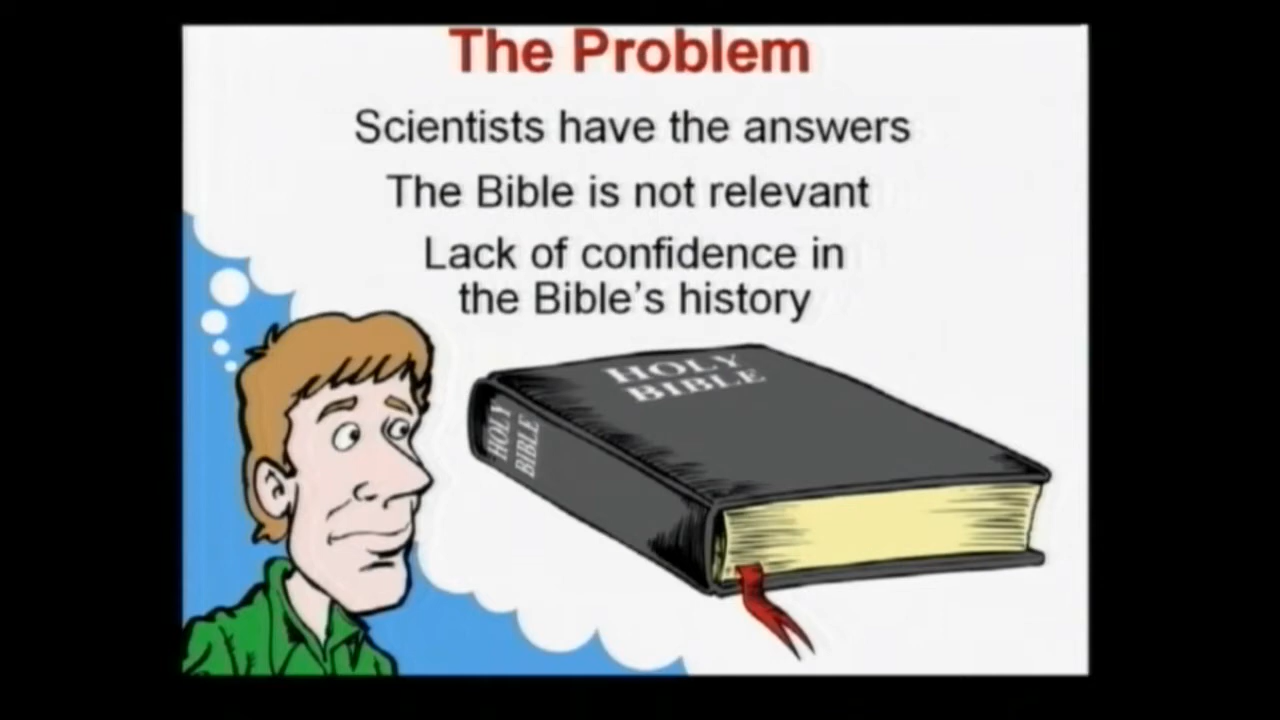 The Problem
Scientists have the answers
The Bible is not relevant
Lack of confidence in
the Bible's history
HOLY
BIBLE
HOLY
BIBLE